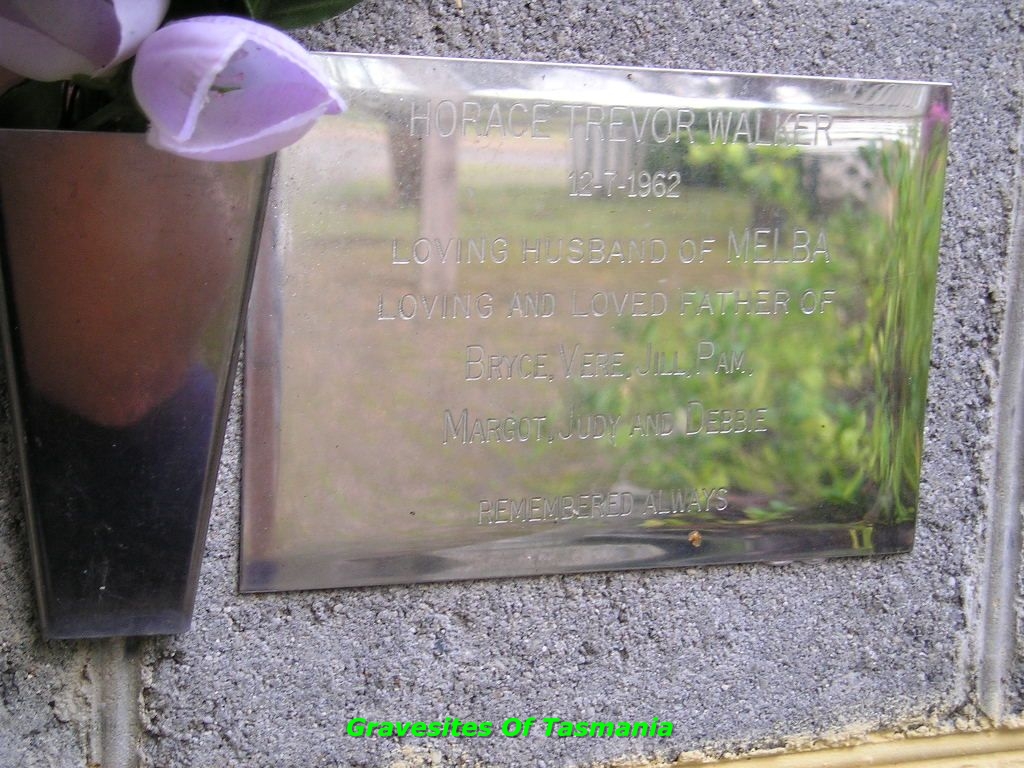 HORACE TREVOR WALKER
12-7-1962
LOVING HUSBAND OF MELBA
LOVING AND LOVED FATHER OF
BRYCE, VERE, JILL, PAM,
MARGOT, JUDY AND DEBBIE
REMEMBERED ALWAYS
Gravesites Of Tasmania